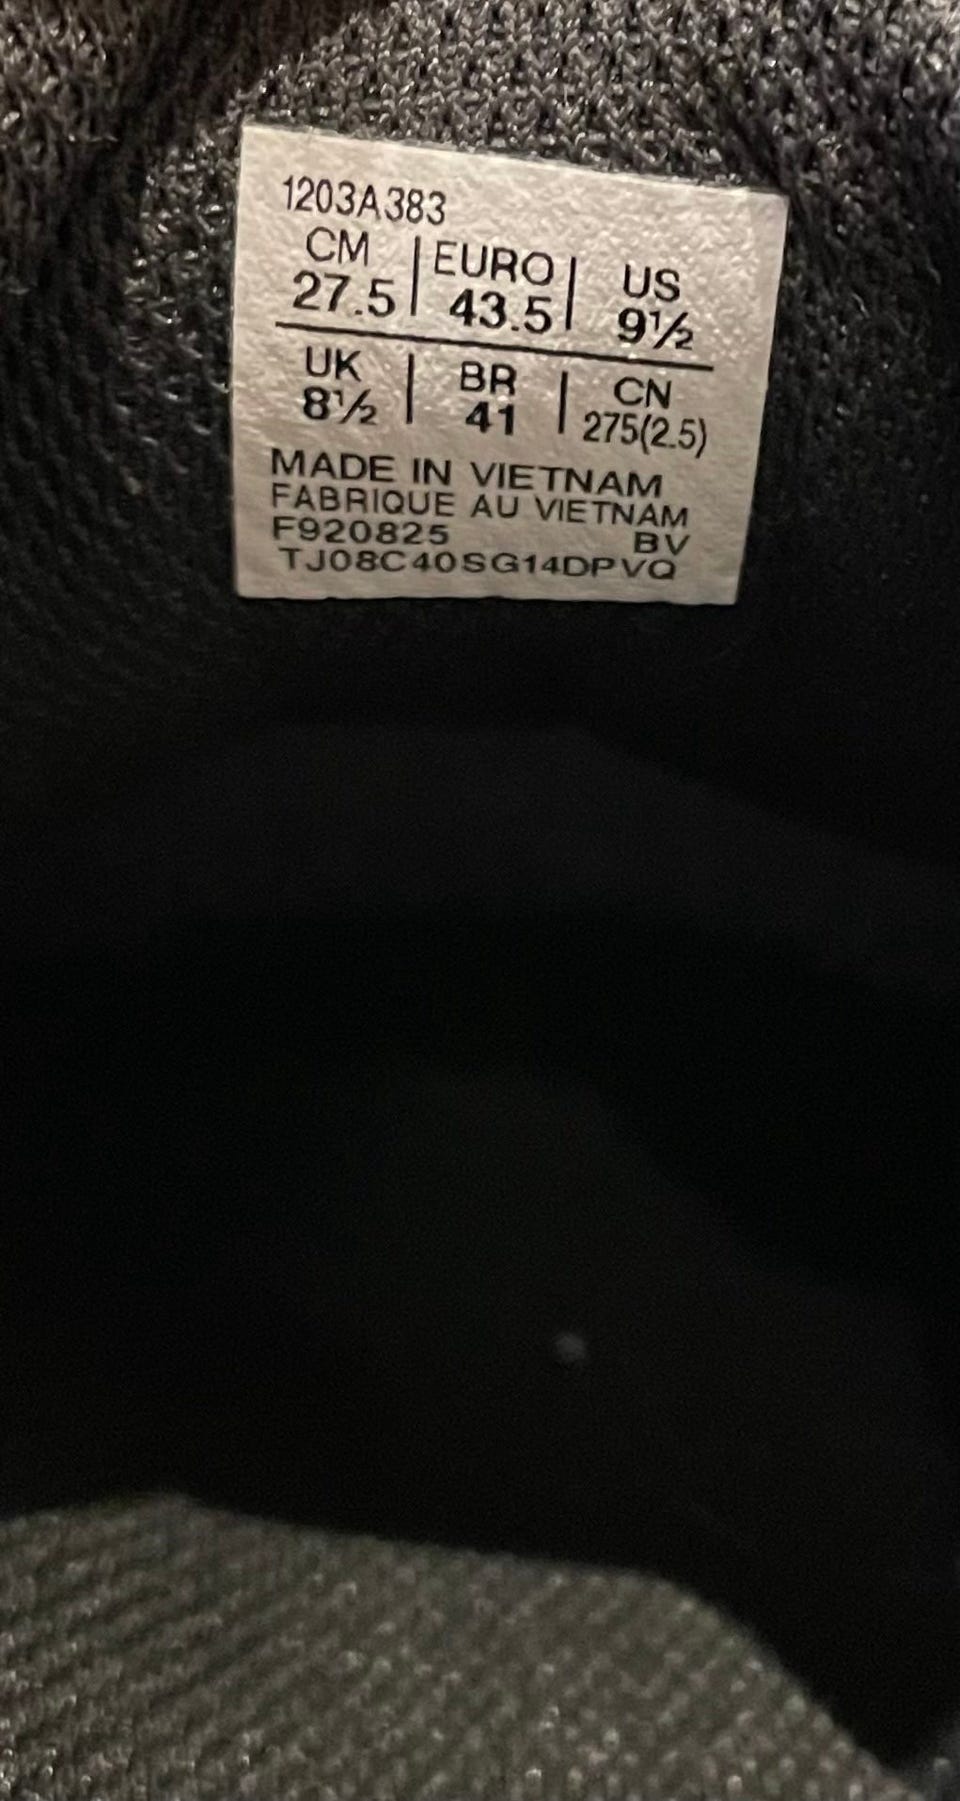 1203A383
CM | EURO | US
27.5 | 43.5 | 9½
UK | BR | CN
8½ | 41 | 275(2.5)
MADE IN VIETNAM
FABRIQUE AU VIETNAM
F920825 BV
TJ08C40SG14DPVQ